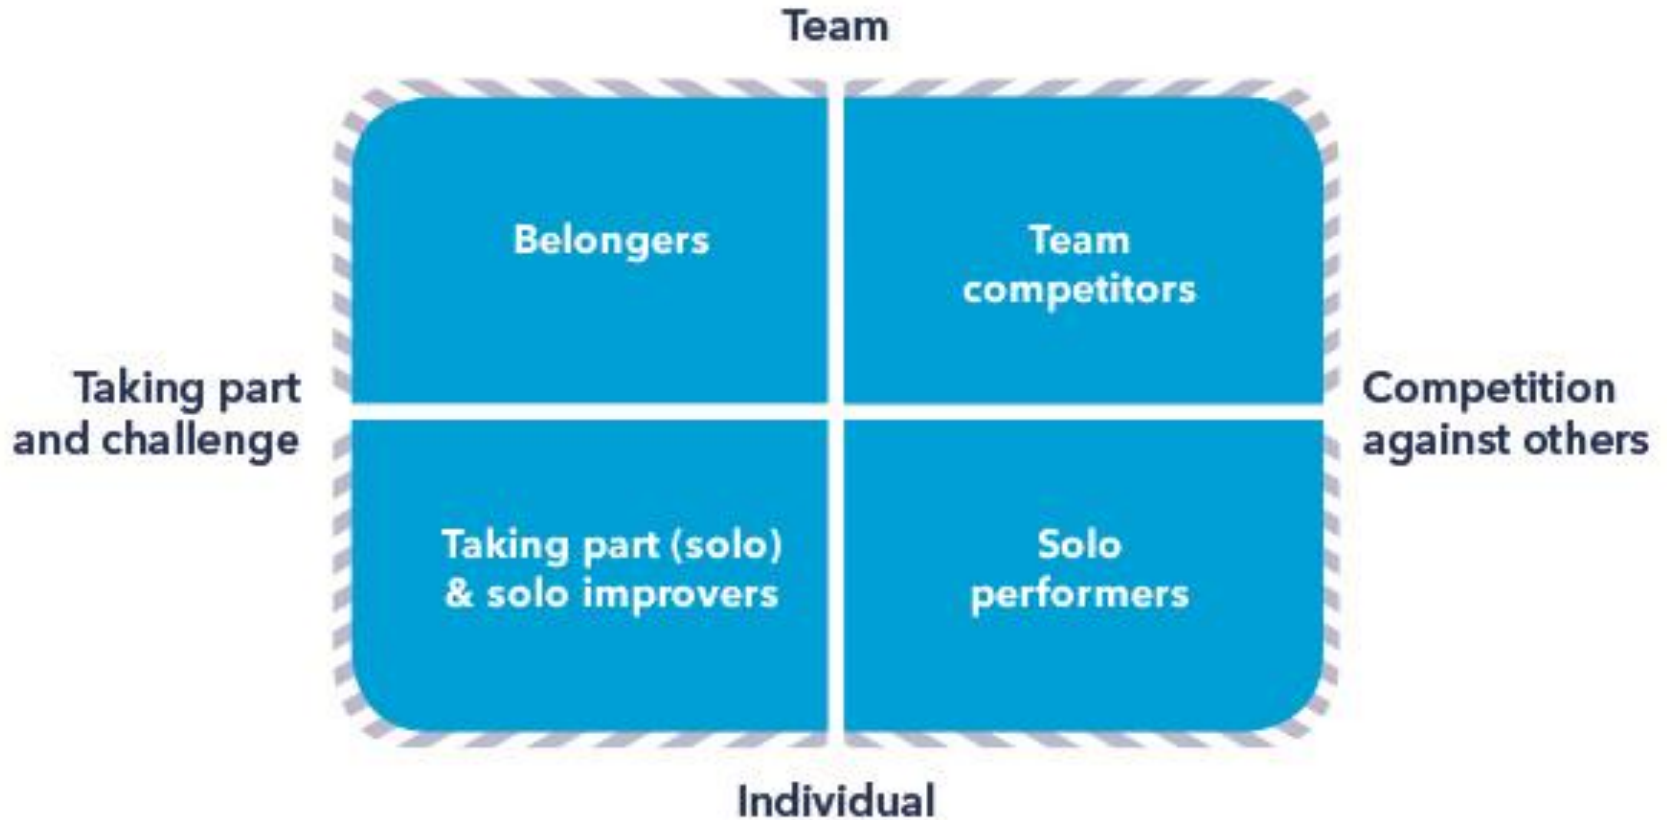 Team
Belongers
Team
competitors
Taking part
and challenge
Competition
against others
Taking part (solo)
& solo improvers
Solo
performers
Individual